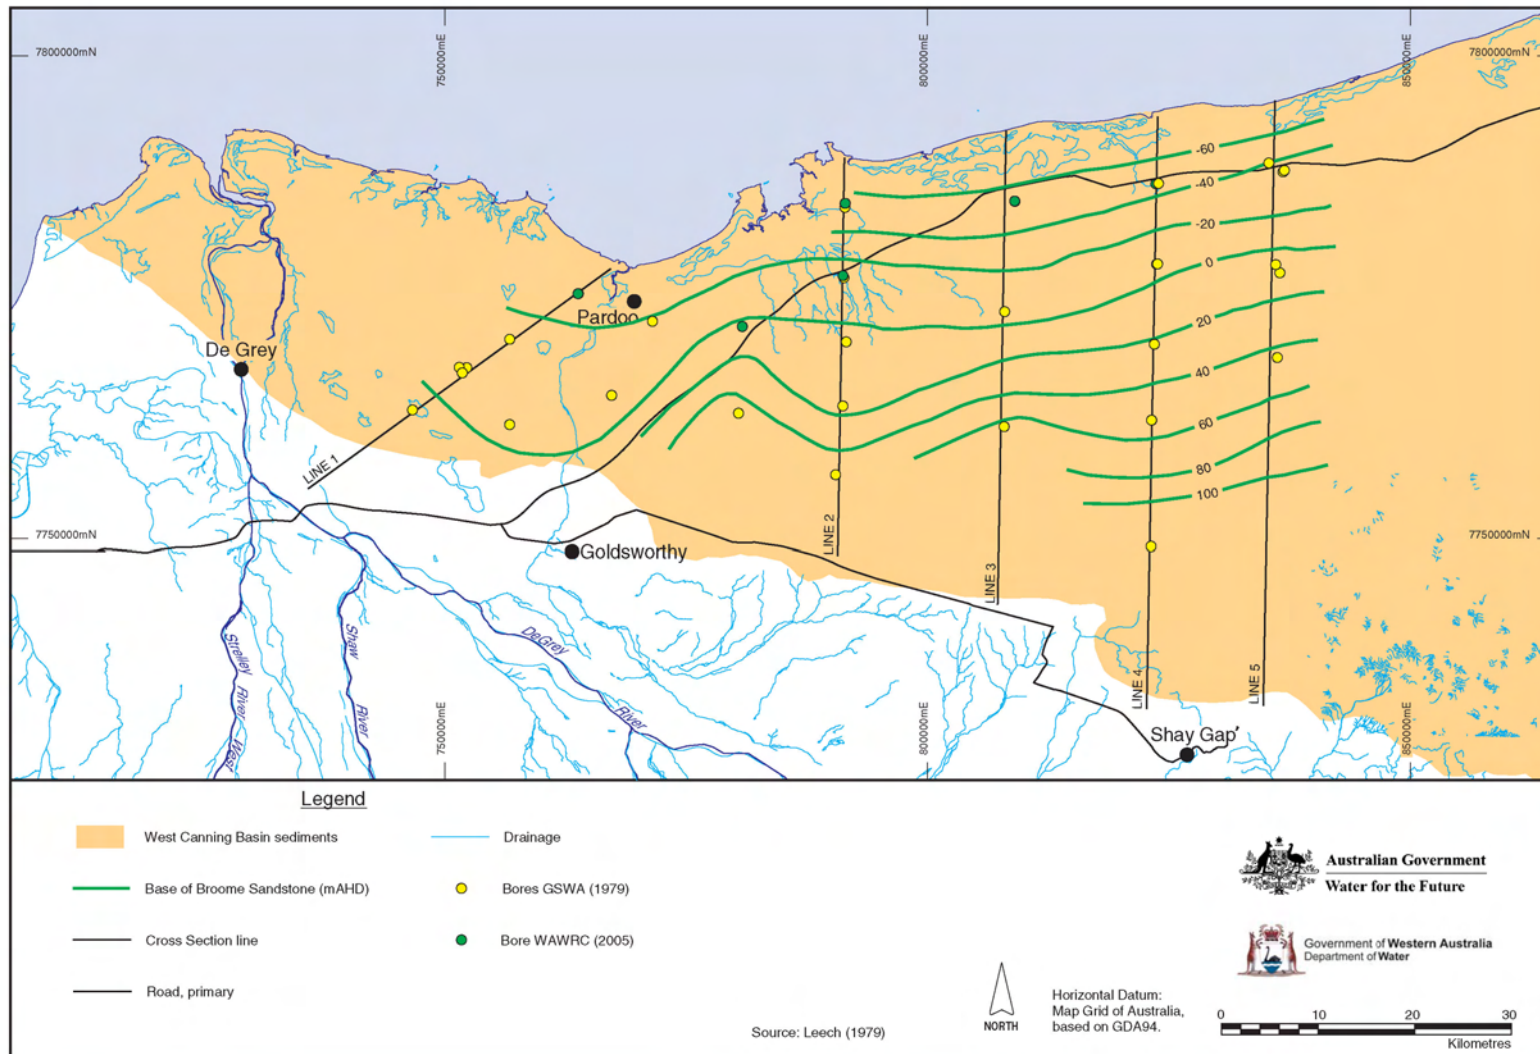 7800000mN
750000mE
800000mE
850000mE
7800000mN
-60
-40
-20
0
20
40
60
80
100
Pardoo
De Grey
LINE 1
LINE 2
LINE 3
LINE 4
LINE 5
7750000mN
7750000mN
Goldsworthy
DeGrey
River
Strelley
River
West
Shaw
River
Shay Gap
750000mE
800000mE
850000mE
Legend
West Canning Basin sediments
Drainage
Base of Broome Sandstone (mAHD)
Bores GSWA (1979)
Cross Section line
Bore WAWRC (2005)
Road, primary
Source: Leech (1979)
NORTH
Horizontal Datum:
Map Grid of Australia,
based on GDA94.
Australian Government
Water for the Future
Government of Western Australia
Department of Water
0 10 20 30
Kilometres